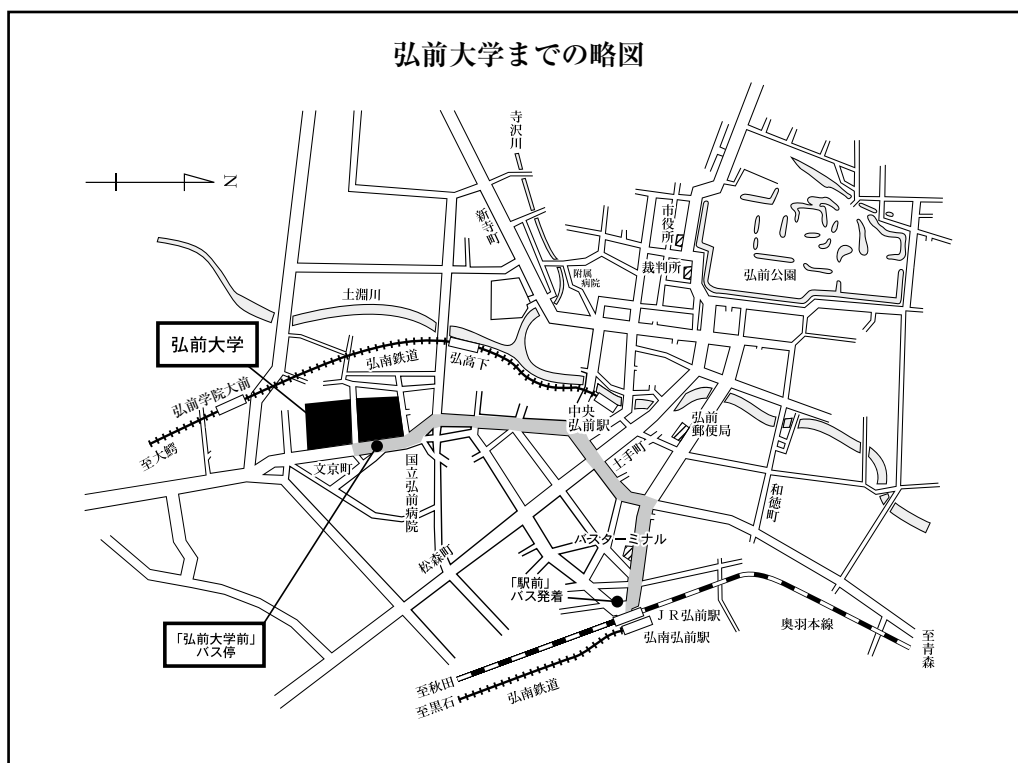 弘前大学までの略図
寺沢川
N
新寺町
市役所
裁判所
附属
病院
弘前公園
土淵川
弘前大学
弘南鉄道
弘高下
弘前学院大前
中央
弘前駅
弘前
郵便局
至大鰐
文京町
国立弘前病院
土手町
和徳町
松森町
バスターミナル
「駅前」
バス発着
JR弘前駅
弘南弘前駅
奥羽本線
至青森
「弘前大学前」
バス停
至秋田
至黒石
弘南鉄道